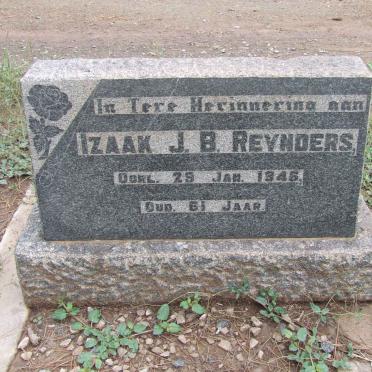 In Tere Herinnering aan
IZAAK J. B. REYNDERS,
OORL. 29 JAN. 1946,
OUD. 61 JAAR.